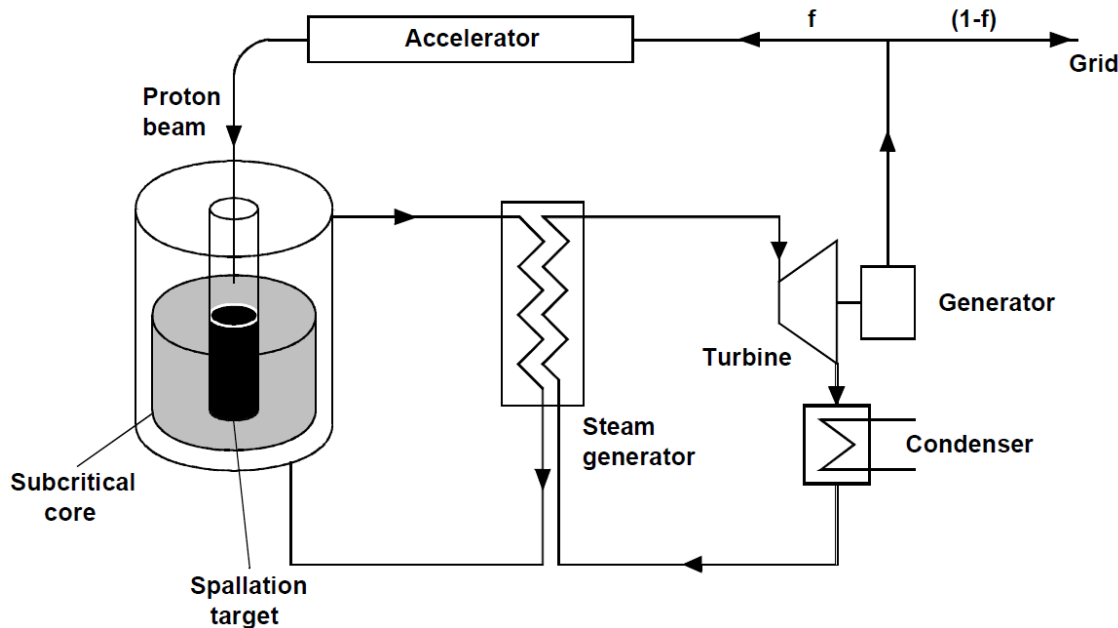 f
(1-f)
Accelerator
Grid
Proton
beam
Generator
Turbine
Steam
generator
Condenser
Subcritical
core
Spallation
target